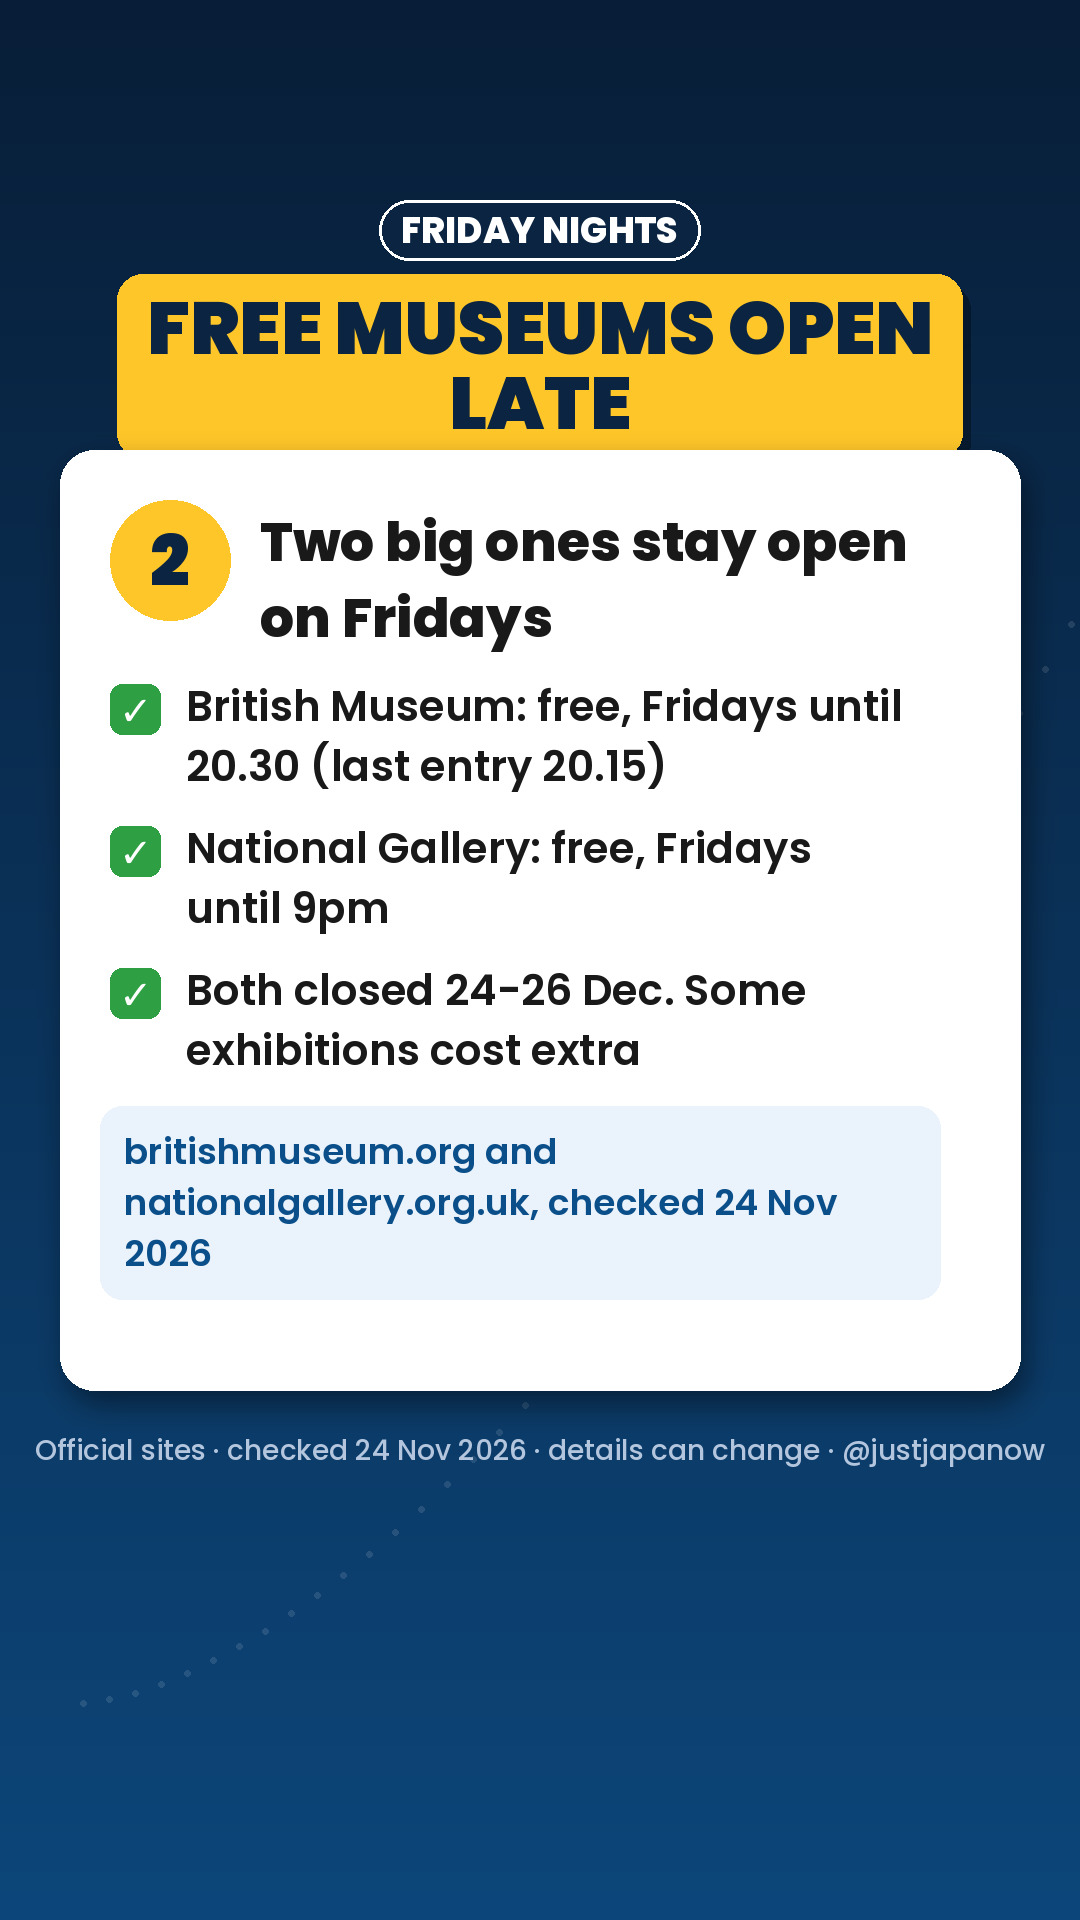 FRIDAY NIGHTS
FREE MUSEUMS OPEN
LATE
2
Two big ones stay open
on Fridays
✓ British Museum: free, Fridays until
20.30 (last entry 20.15)
✓ National Gallery: free, Fridays
until 9pm
✓ Both closed 24-26 Dec. Some
exhibitions cost extra
britishmuseum.org and
nationalgallery.org.uk, checked 24 Nov
2026
Official sites · checked 24 Nov 2026 · details can change · @justjapanow